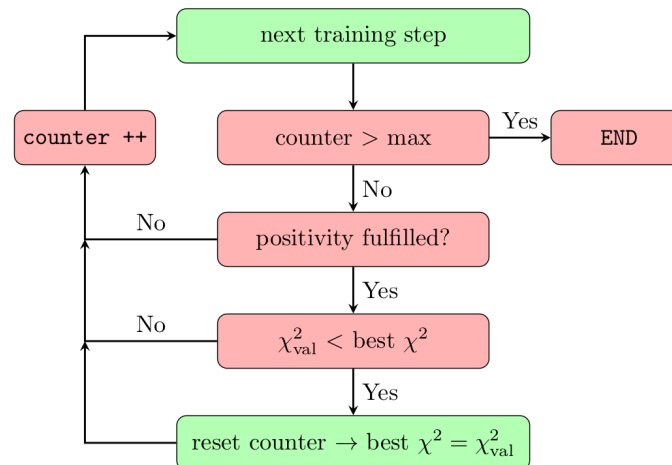 next training step
counter ++
counter > max
Yes
END
No
No
positivity fulfilled?
Yes
No
χ²_val < best χ²
Yes
reset counter → best χ² = χ²_val